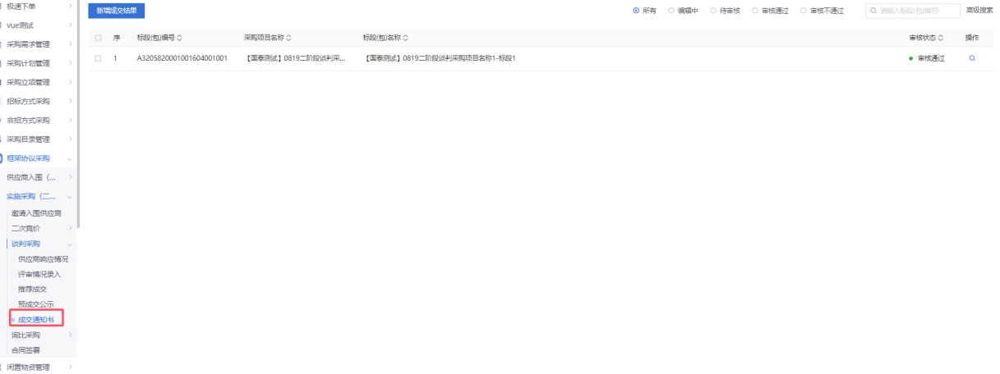 极速下单
vue测试
采购需求管理
采购计划管理
采购立项管理
招标方式采购
非招方式采购
采购目录管理
框架协议采购
供应商入围（...
实施采购（二...
邀请入围供应商
二次竞价
谈判采购
供应商响应情况
评审情况录入
推荐成交
预成交公示
成交通知书
询比采购
合同签署
闲置物资管理
新增成交结果
所有 编辑中 待审核 审核通过 审核不通过 请输入标段(包)编号 高级搜索
序 标段(包)编号 采购项目名称 标段(包)名称 审核状态 操作
1 A3205820001001604001001 【国泰测试】0819二阶段谈判采... 【国泰测试】0819二阶段谈判采购项目名称1-标段1 审核通过